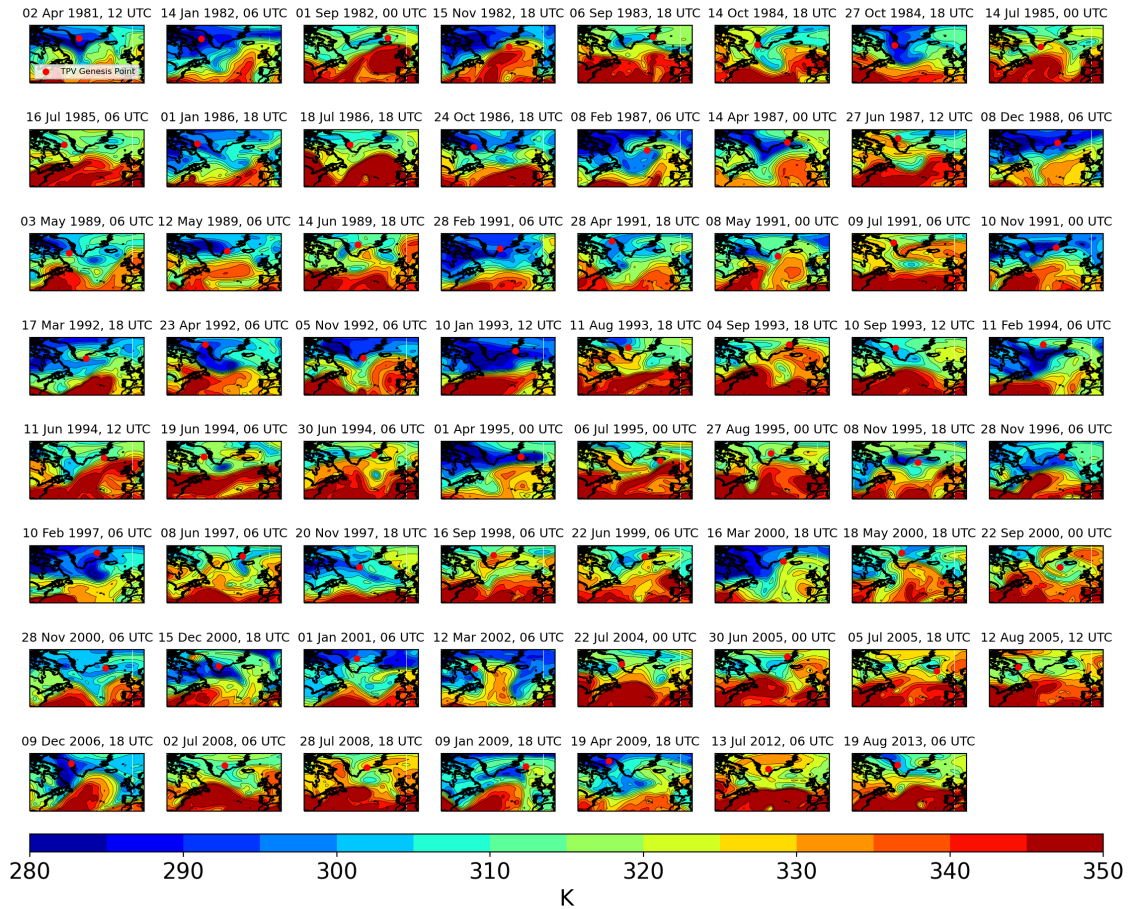 02 Apr 1981, 12 UTC 14 Jan 1982, 06 UTC 01 Sep 1982, 00 UTC 15 Nov 1982, 18 UTC 06 Sep 1983, 18 UTC 14 Oct 1984, 18 UTC 27 Oct 1984, 18 UTC 14 Jul 1985, 00 UTC
TPV Genesis Point
16 Jul 1985, 06 UTC 01 Jan 1986, 18 UTC 18 Jul 1986, 18 UTC 24 Oct 1986, 18 UTC 08 Feb 1987, 06 UTC 14 Apr 1987, 00 UTC 27 Jun 1987, 12 UTC 08 Dec 1988, 06 UTC
03 May 1989, 06 UTC 12 May 1989, 06 UTC 14 Jun 1989, 18 UTC 28 Feb 1991, 06 UTC 28 Apr 1991, 18 UTC 08 May 1991, 00 UTC 09 Jul 1991, 06 UTC 10 Nov 1991, 00 UTC
17 Mar 1992, 18 UTC 23 Apr 1992, 06 UTC 05 Nov 1992, 06 UTC 10 Jan 1993, 12 UTC 11 Aug 1993, 18 UTC 04 Sep 1993, 18 UTC 10 Sep 1993, 12 UTC 11 Feb 1994, 06 UTC
11 Jun 1994, 12 UTC 19 Jun 1994, 06 UTC 30 Jun 1994, 06 UTC 01 Apr 1995, 00 UTC 06 Jul 1995, 00 UTC 27 Aug 1995, 00 UTC 08 Nov 1995, 18 UTC 28 Nov 1996, 06 UTC
10 Feb 1997, 06 UTC 08 Jun 1997, 06 UTC 20 Nov 1997, 18 UTC 16 Sep 1998, 06 UTC 22 Jun 1999, 06 UTC 16 Mar 2000, 18 UTC 18 May 2000, 18 UTC 22 Sep 2000, 00 UTC
28 Nov 2000, 06 UTC 15 Dec 2000, 18 UTC 01 Jan 2001, 06 UTC 12 Mar 2002, 06 UTC 22 Jul 2004, 00 UTC 30 Jun 2005, 00 UTC 05 Jul 2005, 18 UTC 12 Aug 2005, 12 UTC
09 Dec 2006, 18 UTC 02 Jul 2008, 06 UTC 28 Jul 2008, 18 UTC 09 Jan 2009, 18 UTC 19 Apr 2009, 18 UTC 13 Jul 2012, 06 UTC 19 Aug 2013, 06 UTC
280 290 300 310 320 330 340 350
K